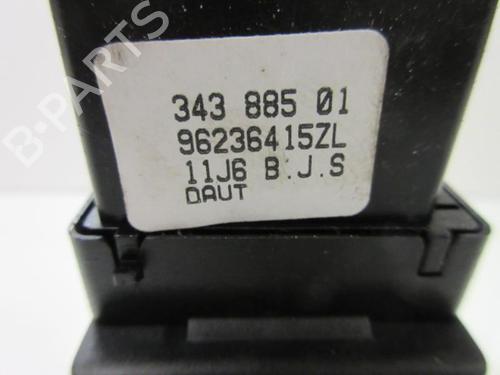 343 885 01
96236415ZL
11J6 B.J.S
DAUT
B-PARTS